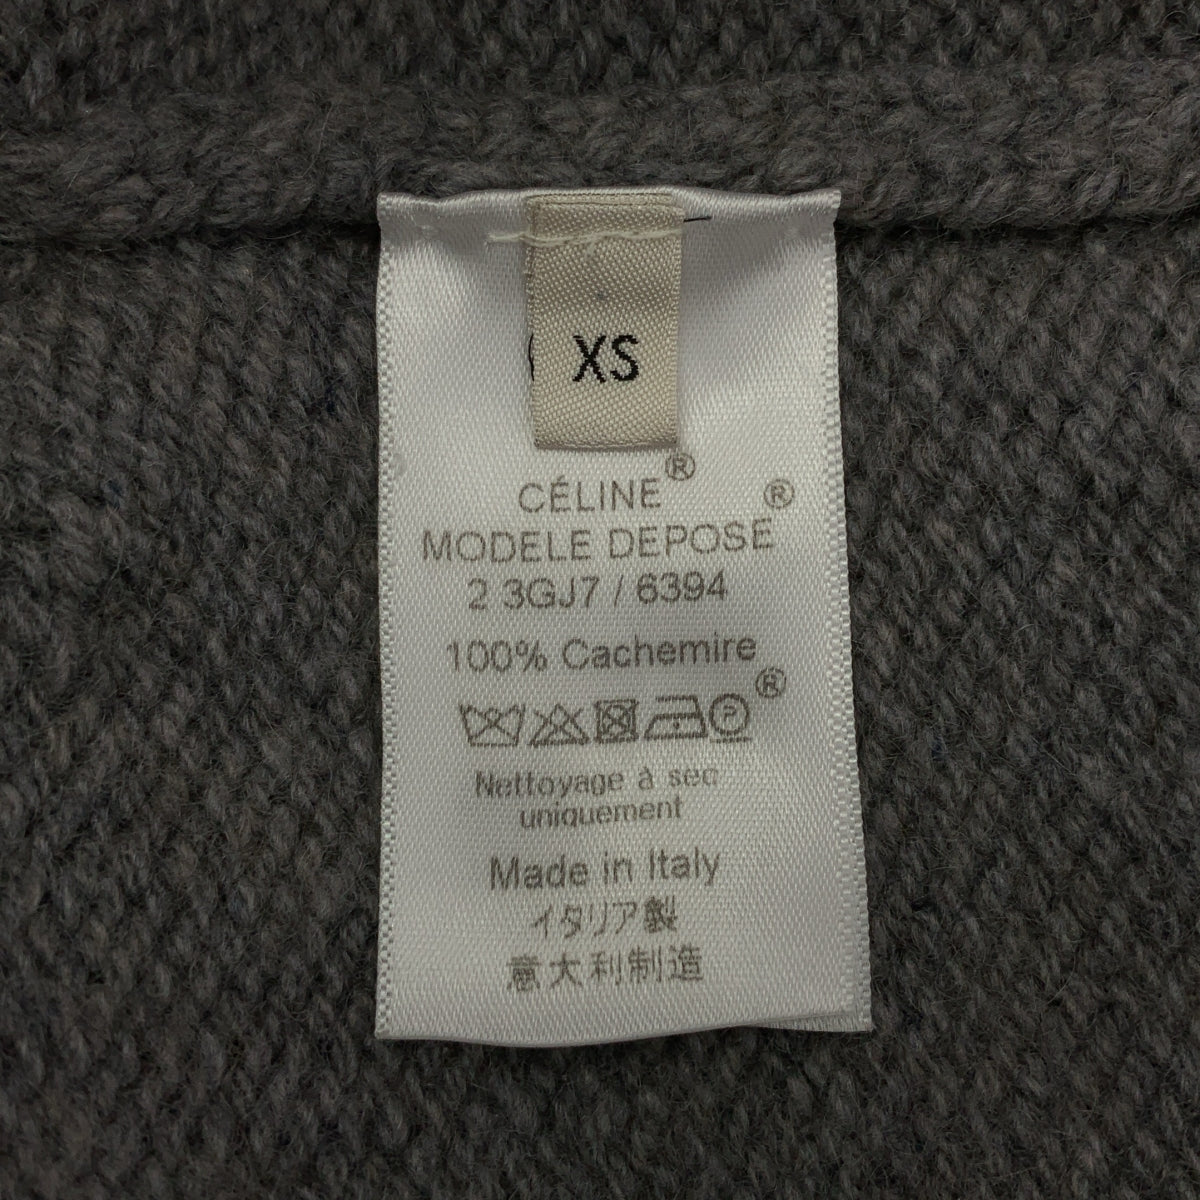 XS
CÉLINE®
MODELE DEPOSE®
2 3GJ7 / 6394
100% Cachemire
P ®
Nettoyage à sec
uniquement
Made in Italy
イタリア製
意大利制造